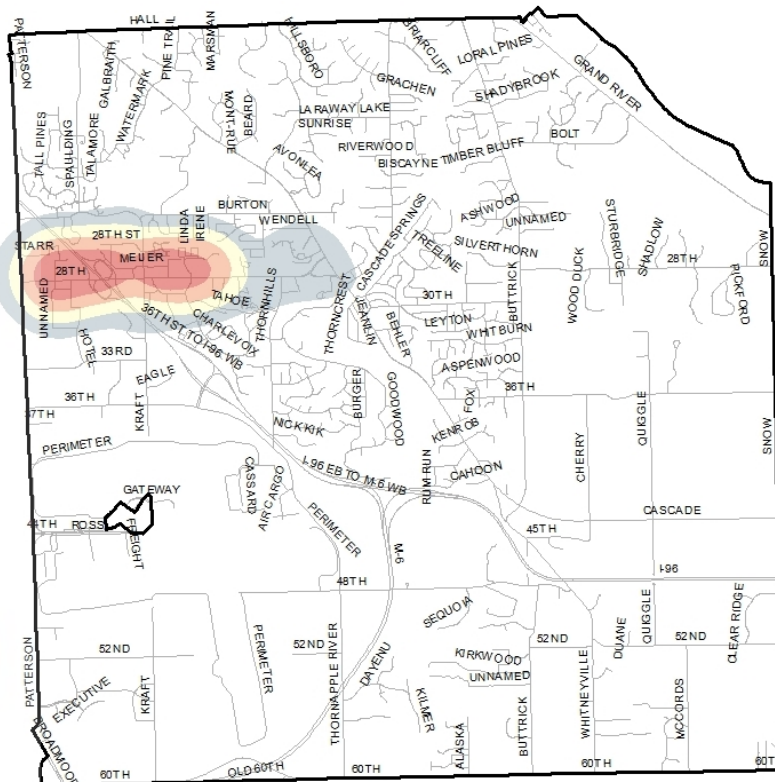 HALL
PATTERSON
GALBRAITH
PINE TRAIL
MARSMAN
HILLSBORO
BRIARCLIFF
LORAL PINES
GRAND RIVER
GRACHEN
SHADYBROOK
WATERMARK
MONT-RUE
BEARD
LARAWAY LAKE
SUNRISE
BOLT
TALL PINES
SPAULDING
TALAMORE
AVONLEA
RIVERWOOD
BISCAYNE
TIMBER BLUFF
BURTON
WENDELL
LINDA
IRENE
CASCADE SPRINGS
ASHWOOD
UNNAMED
STURBRIDGE
SHADLOW
SNOW
STARR
28TH ST
MEIJER
28TH
TREELINE
SILVERTHORN
28TH
WOOD DUCK
PICKFORD
UNNAMED
TAHOE
THORNHILLS
THORNCREST
30TH
BUTTRICK
36TH ST TO I-96 WB
CHARLEVOIX
JEANLIN
BEHLER
LEYTON
WHITBURN
HOTEL
33RD
ASPENWOOD
EAGLE
KRAFT
36TH
37TH
BURGER
GOODWOOD
FOX
36TH
QUIGGLE
SNOW
NICKKIK
KENROB
CHERRY
PERIMETER
I-96 EB TO M-6 WB
RUM RUN
CAHOON
CASSARD
AIR CARGO
GATEWAY
44TH
ROSS
FREIGHT
PERIMETER
CASCADE
45TH
M-6
48TH
I-96
SEQUOIA
52ND
PERIMETER
52ND
THORNAPPLE RIVER
DAYENU
KIRKWOOD
UNNAMED
52ND
DUANE
QUIGGLE
52ND
CLEAR RIDGE
PATTERSON
EXECUTIVE
KRAFT
KILMER
ALASKA
BUTTRICK
WHITNEYVILLE
MCCORDS
BROADMOOR
60TH
OLD 60TH
60TH
60TH
60T